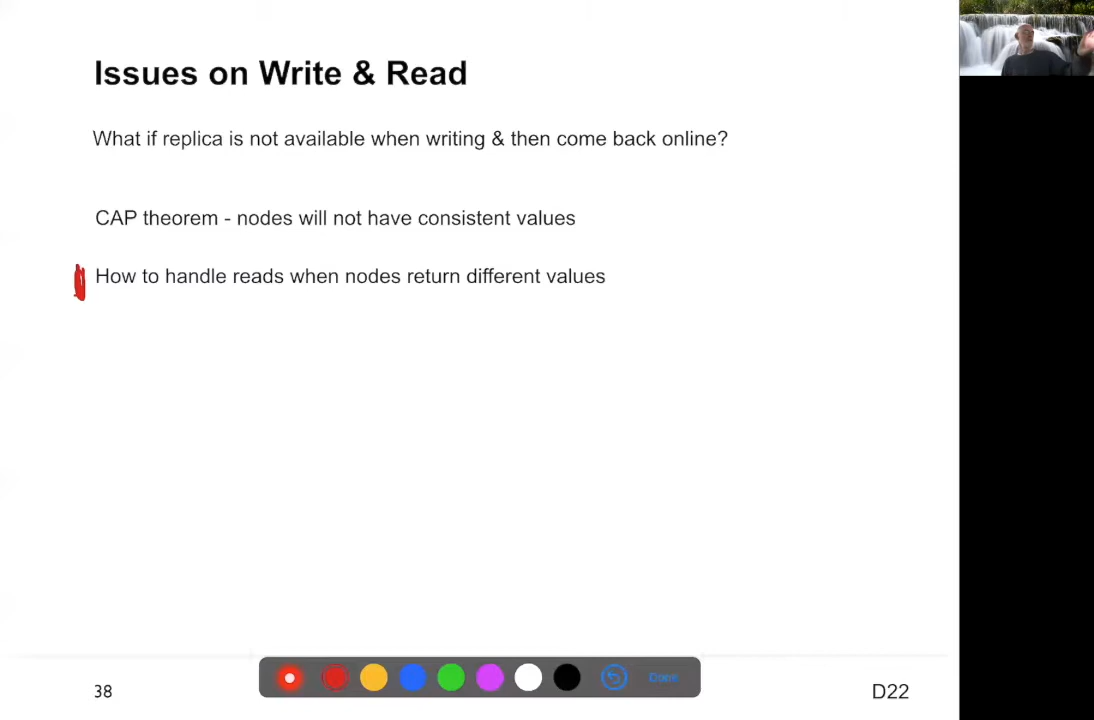 Issues on Write & Read
What if replica is not available when writing & then come back online?
CAP theorem - nodes will not have consistent values
How to handle reads when nodes return different values
Done
38
D22